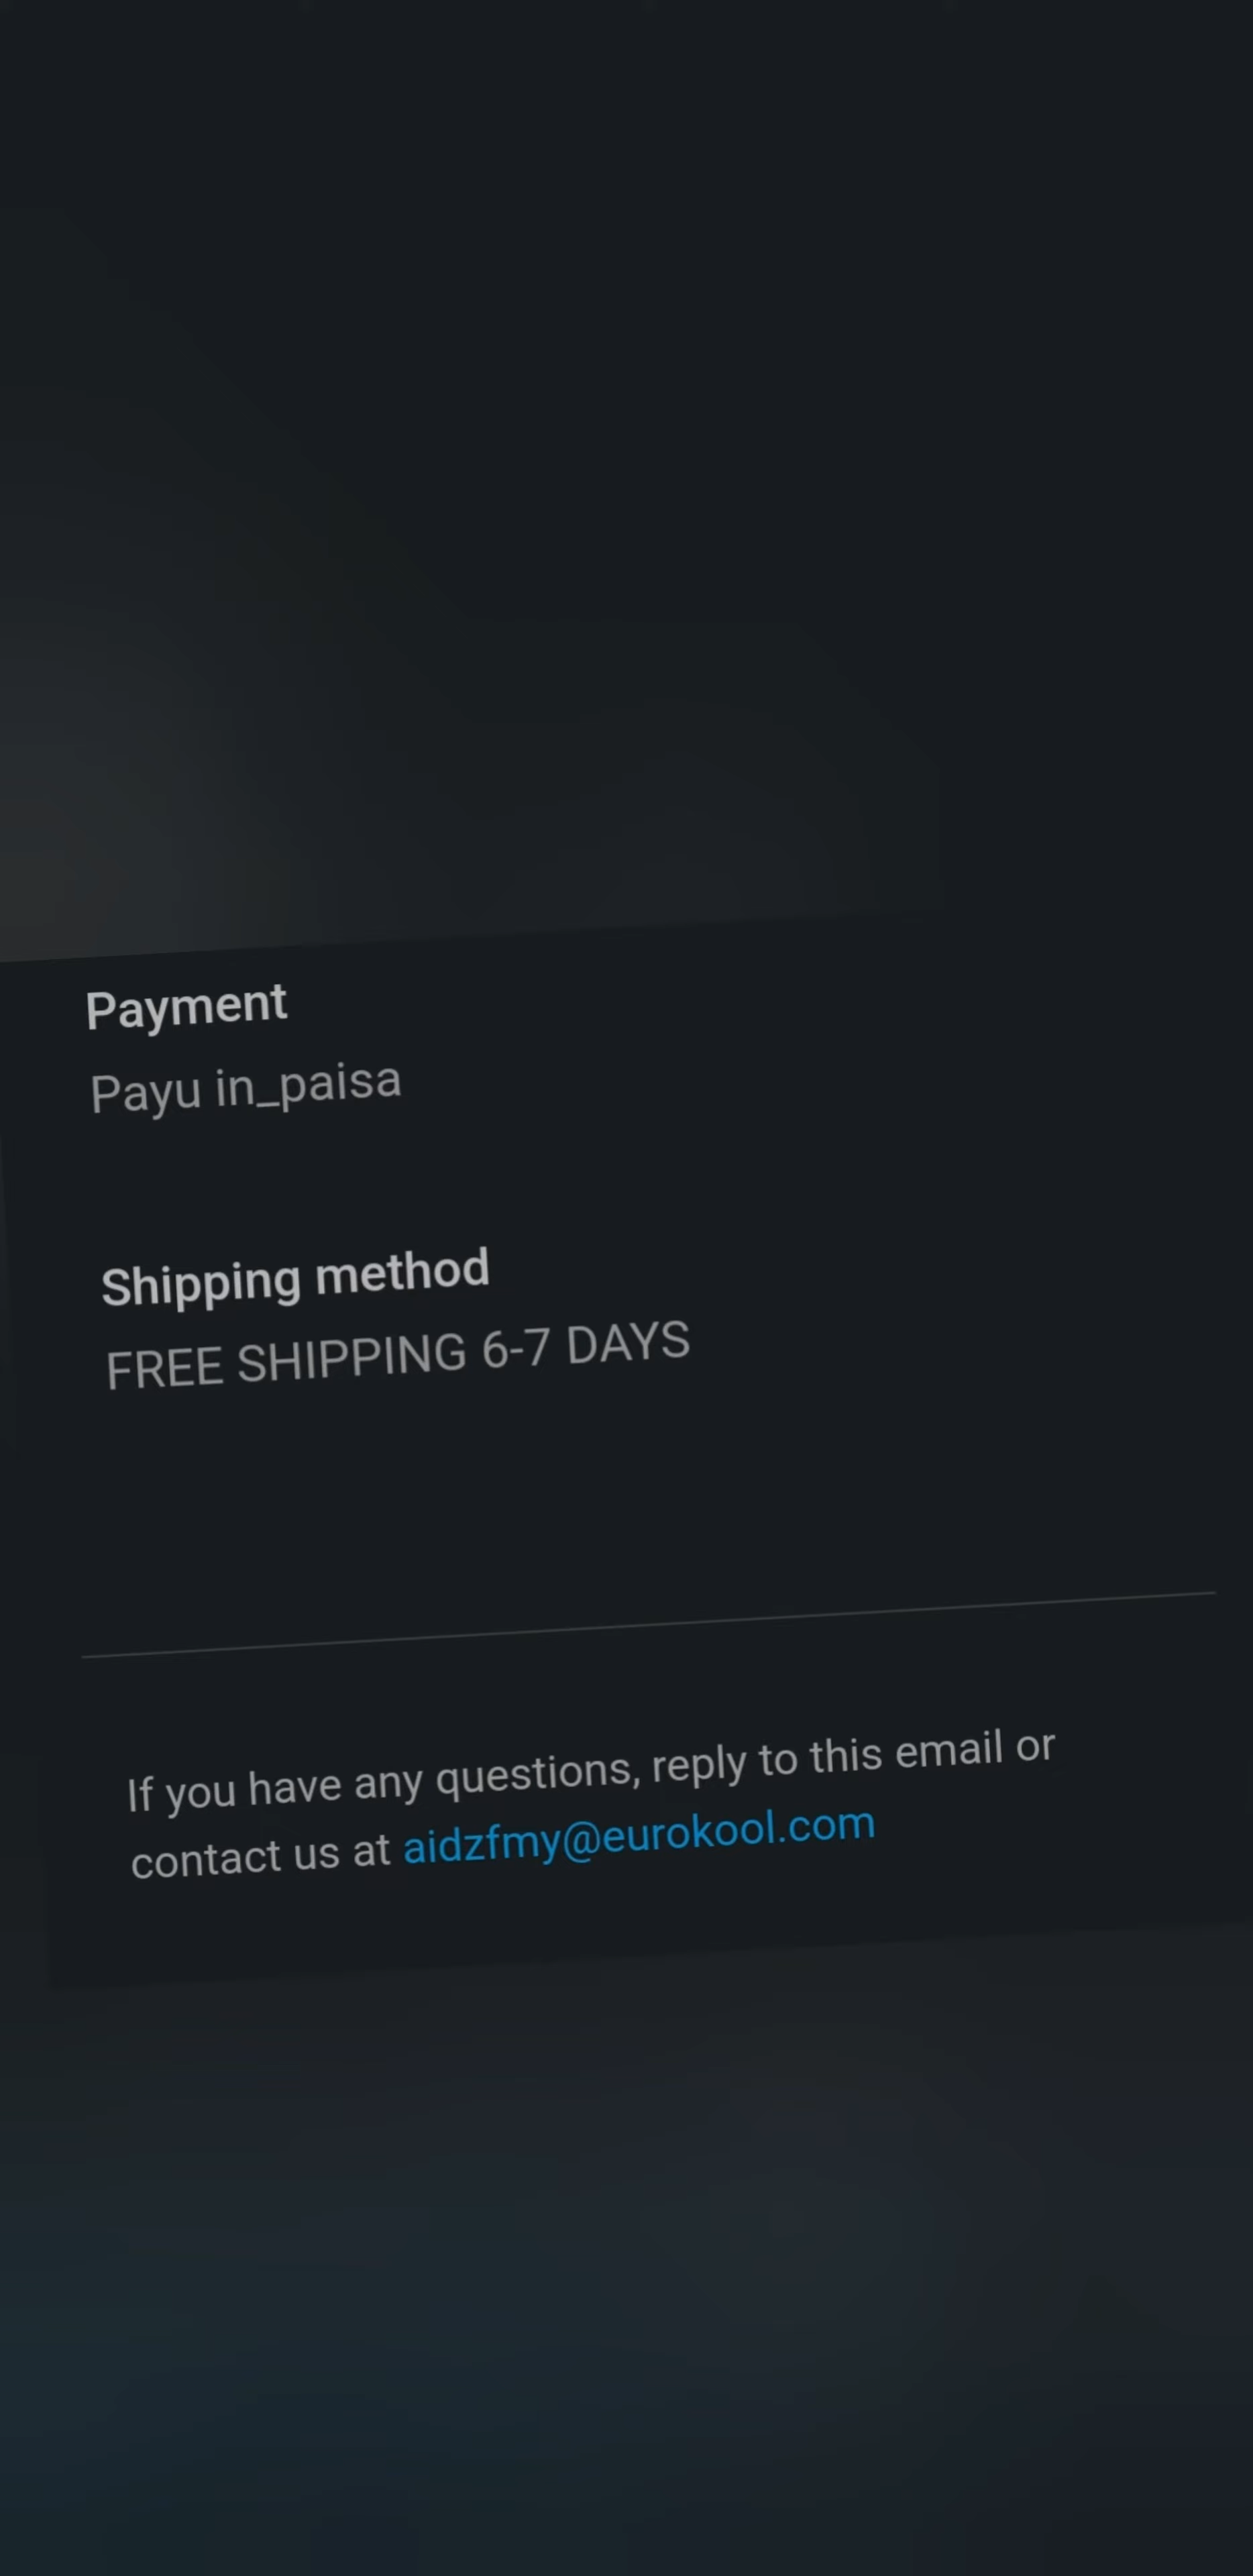 Payment
Payu in_paisa
Shipping method
FREE SHIPPING 6-7 DAYS
If you have any questions, reply to this email or
contact us at aidzfmy@eurokool.com